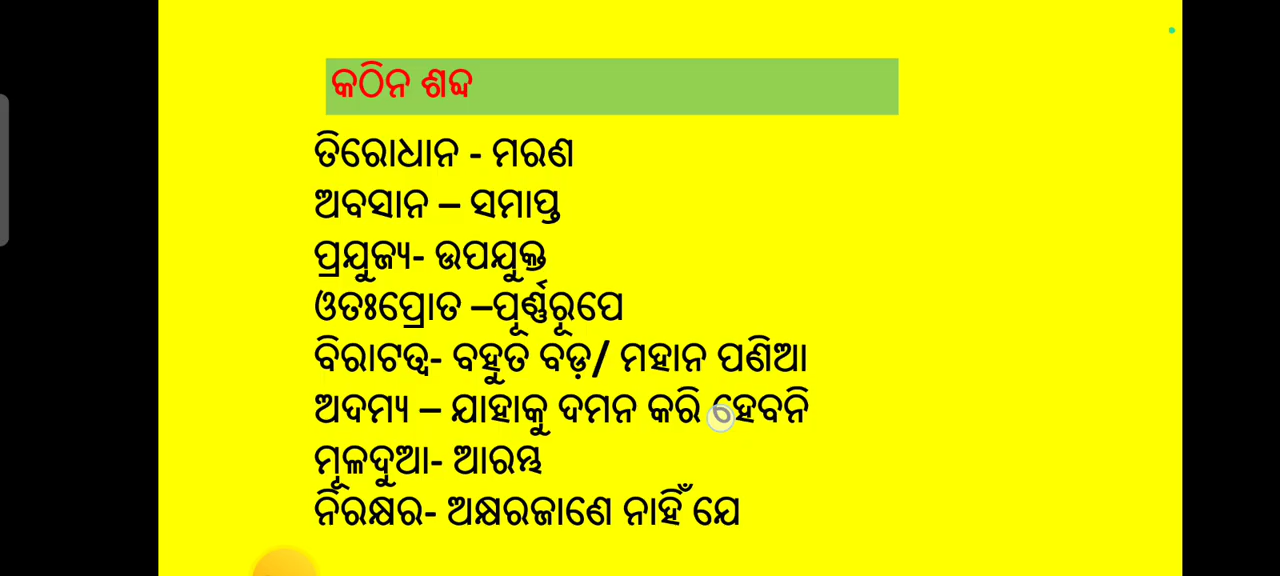 କଠିନ ଶବ୍ଦ
ତିରୋଧାନ - ମରଣ
ଅବସାନ – ସମାପ୍ତ
ପ୍ରଯୁଜ୍ୟ- ଉପଯୁକ୍ତ
ଓତଃପ୍ରୋତ –ପୂର୍ଣ୍ଣରୂପେ
ବିରାଟତ୍ୱ- ବହୁତ ବଡ଼/ ମହାନ ପଣିଆ
ଅଦମ୍ୟ – ଯାହାକୁ ଦମନ କରି ହେବନି
ମୂଳଦୁଆ- ଆରମ୍ଭ
ନିରକ୍ଷର- ଅକ୍ଷରଜାଣେ ନାହିଁ ଯେ